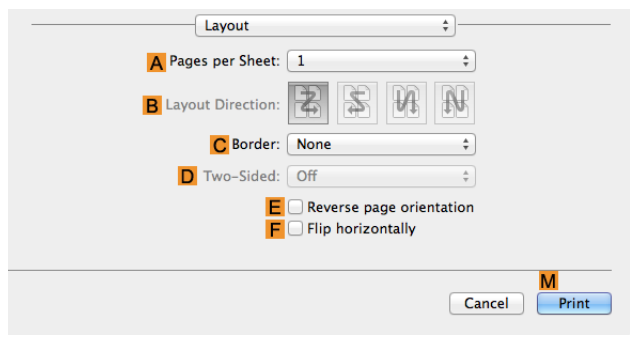 Layout
A Pages per Sheet: 1
B Layout Direction:
C Border: None
D Two-Sided: Off
E Reverse page orientation
F Flip horizontally
M
Cancel Print